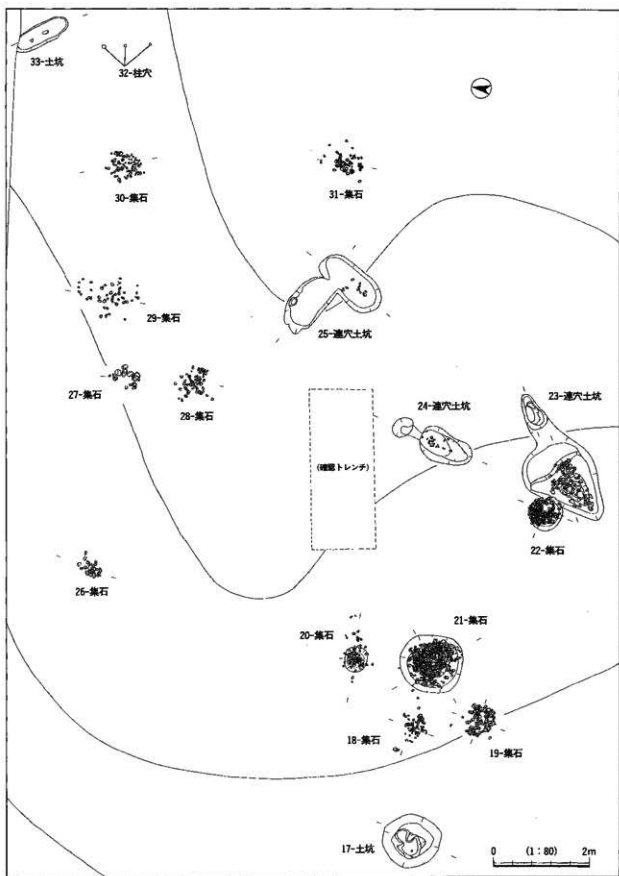 33-土坑
32-柱穴
30-集石
31-集石
29-集石
25-連穴土坑
27-集石
28-集石
24-連穴土坑
23-連穴土坑
(確認トレンチ)
22-集石
26-集石
20-集石
21-集石
18-集石
19-集石
17-土坑
0 (1:80) 2m